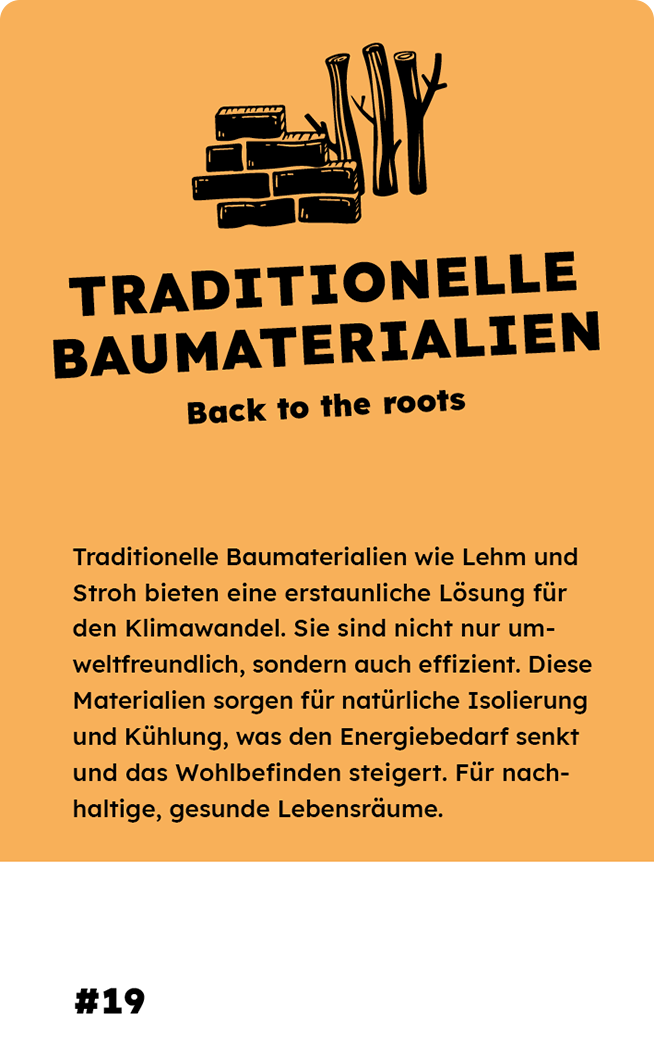 TRADITIONELLE
BAUMATERIALIEN
Back to the roots
Traditionelle Baumaterialien wie Lehm und
Stroh bieten eine erstaunliche Lösung für
den Klimawandel. Sie sind nicht nur um-
weltfreundlich, sondern auch effizient. Diese
Materialien sorgen für natürliche Isolierung
und Kühlung, was den Energiebedarf senkt
und das Wohlbefinden steigert. Für nach-
haltige, gesunde Lebensräume.
#19